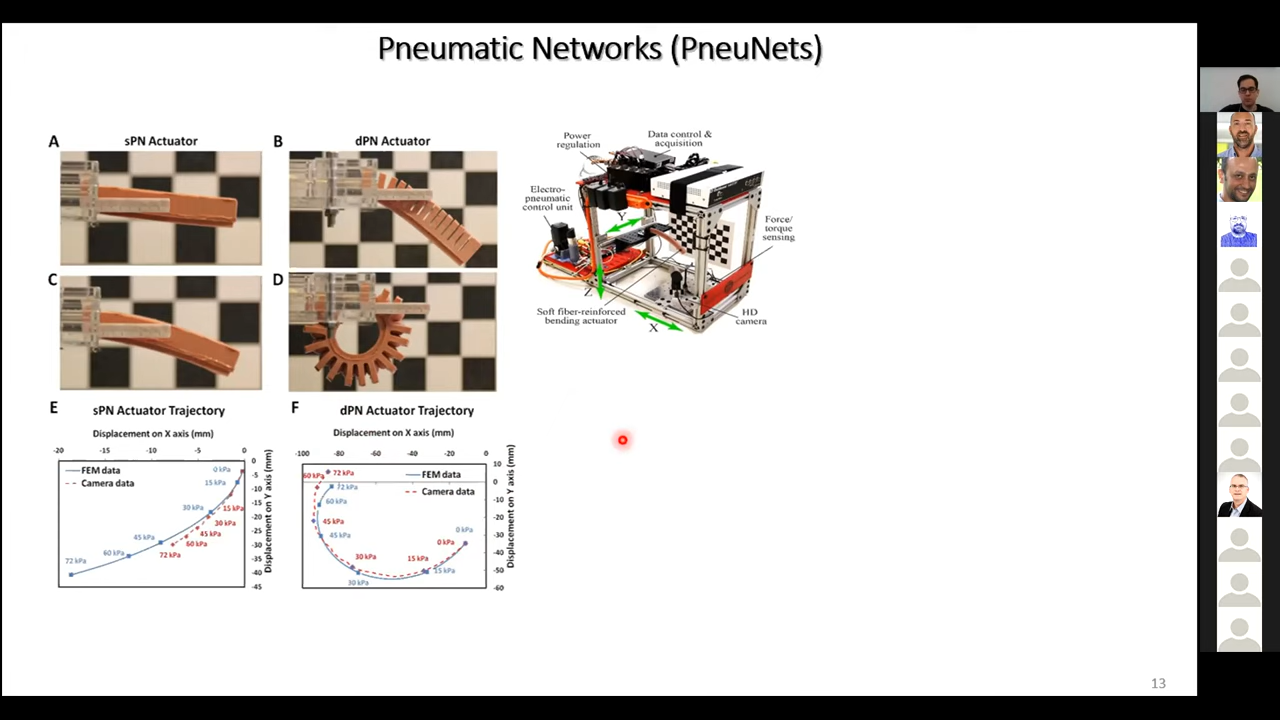 Pneumatic Networks (PneuNets)
A
sPN Actuator
B
dPN Actuator
C
D
Power
regulation
Data control &
acquisition
Electro-
pneumatic
control unit
Y
Force/
torque
sensing
Z
Soft fiber-reinforced
bending actuator
X
HD
camera
E
sPN Actuator Trajectory
Displacement on X axis (mm)
-20
-15
-10
-5
0
FEM data
Camera data
0 kPa
15 kPa
30 kPa
45 kPa
60 kPa
72 kPa
15 kPa
30 kPa
45 kPa
60 kPa
72 kPa
0
-5
-10
-15
-20
-25
-30
-35
-40
-45
Displacement on Y axis (mm)
F
dPN Actuator Trajectory
Displacement on X axis (mm)
-100
-80
-60
-40
-20
0
FEM data
Camera data
60 kPa
72 kPa
72 kPa
60 kPa
45 kPa
45 kPa
30 kPa
30 kPa
15 kPa
15 kPa
0 kPa
0 kPa
10
0
-10
-20
-30
-40
-50
-60
Displacement on Y axis (mm)
13